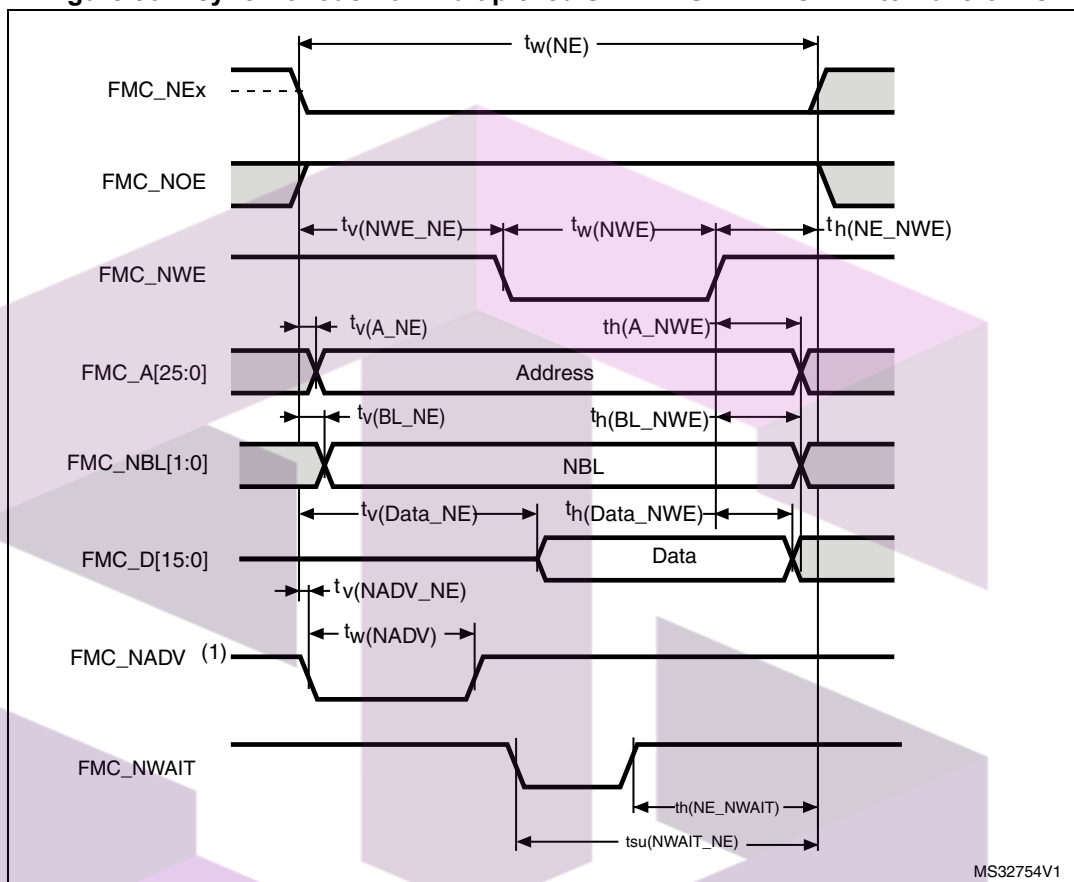 tw(NE)
FMC_NEx
FMC_NOE
tv(NWE_NE) tw(NWE) th(NE_NWE)
FMC_NWE
tv(A_NE) th(A_NWE)
FMC_A[25:0] Address
tv(BL_NE) th(BL_NWE)
FMC_NBL[1:0] NBL
tv(Data_NE) th(Data_NWE)
FMC_D[15:0] Data
tv(NADV_NE)
tw(NADV)
FMC_NADV (1)
FMC_NWAIT
th(NE_NWAIT)
tsu(NWAIT_NE)
MS32754V1